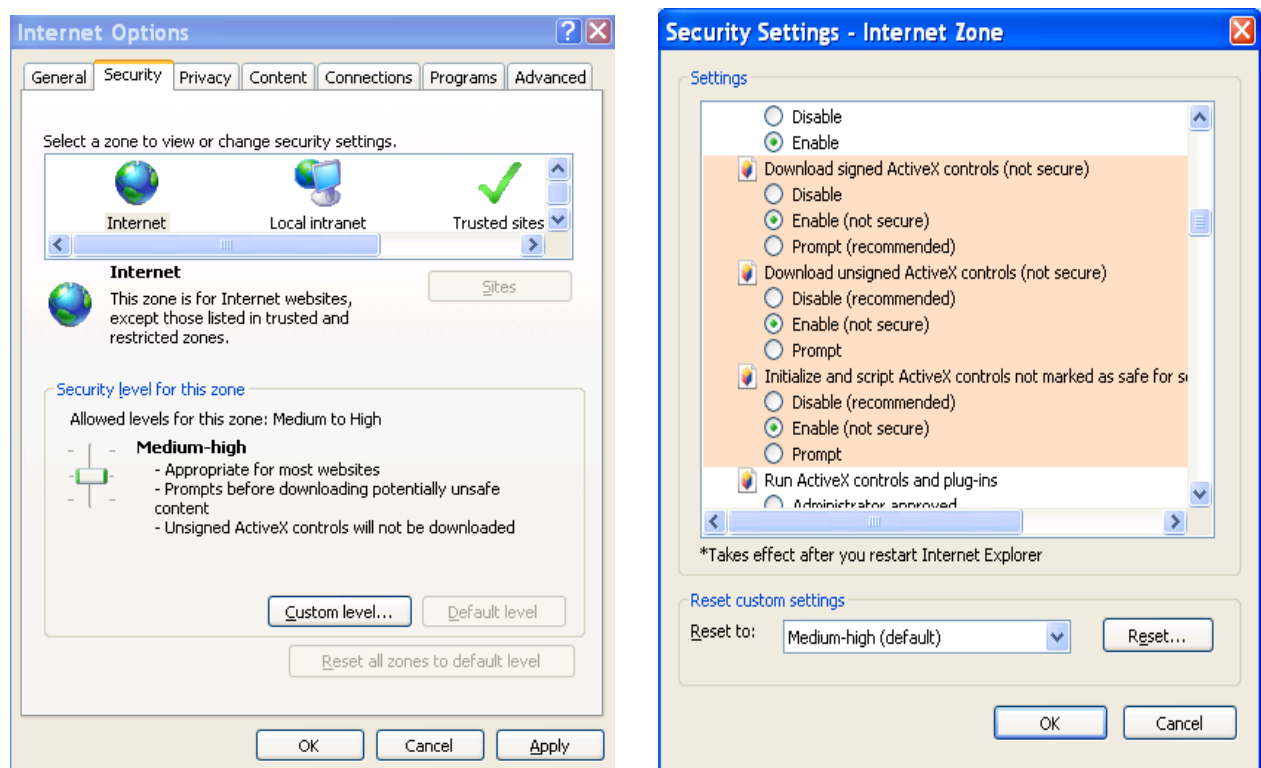 Internet Options
General Security Privacy Content Connections Programs Advanced
Select a zone to view or change security settings.
Internet Local intranet Trusted sites
Internet
Sites
This zone is for Internet websites,
except those listed in trusted and
restricted zones.
Security level for this zone
Allowed levels for this zone: Medium to High
Medium-high
- Appropriate for most websites
- Prompts before downloading potentially unsafe
content
- Unsigned ActiveX controls will not be downloaded
Custom level... Default level
Reset all zones to default level
OK Cancel Apply
Security Settings - Internet Zone
Settings
Disable
Enable
Download signed ActiveX controls (not secure)
Disable
Enable (not secure)
Prompt (recommended)
Download unsigned ActiveX controls (not secure)
Disable (recommended)
Enable (not secure)
Prompt
Initialize and script ActiveX controls not marked as safe for s
Disable (recommended)
Enable (not secure)
Prompt
Run ActiveX controls and plug-ins
Administrator approved
*Takes effect after you restart Internet Explorer
Reset custom settings
Reset to: Medium-high (default) Reset...
OK Cancel